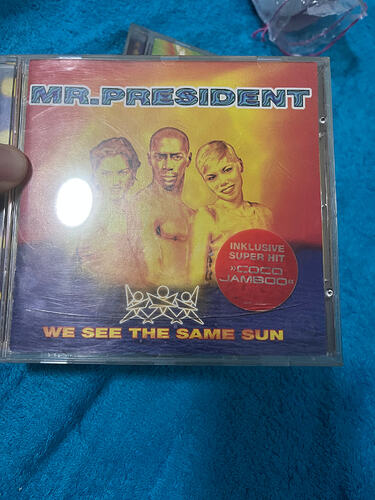 MR.PRESIDENT
INKLUSIVE
SUPER HIT
»COCO
JAMBOO«
WE SEE THE SAME SUN